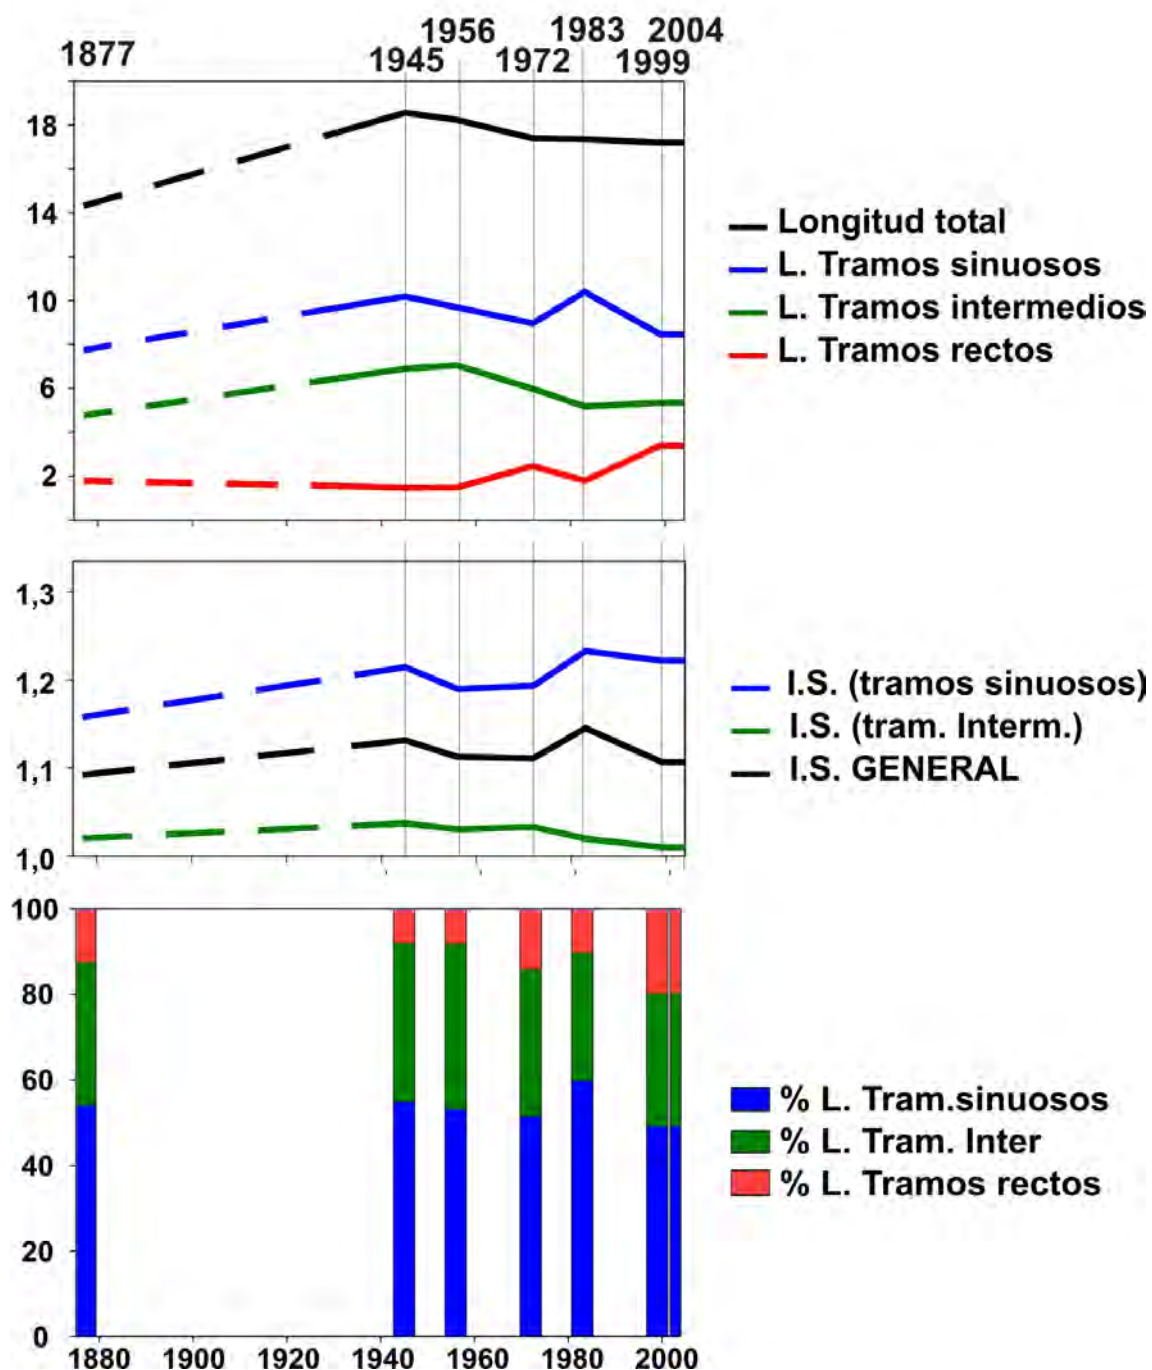 1956 1983 2004
1877 1945 1972 1999
18
14
10
6
2
Longitud total
L. Tramos sinuosos
L. Tramos intermedios
L. Tramos rectos
1,3
1,2
1,1
1,0
I.S. (tramos sinuosos)
I.S. (tram. Interm.)
I.S. GENERAL
100
80
60
40
20
0
% L. Tram.sinuosos
% L. Tram. Inter
% L. Tramos rectos
1880 1900 1920 1940 1960 1980 2000